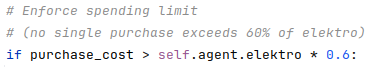 # Enforce spending limit
# (no single purchase exceeds 60% of elektro)
if purchase_cost > self.agent.elektro * 0.6: